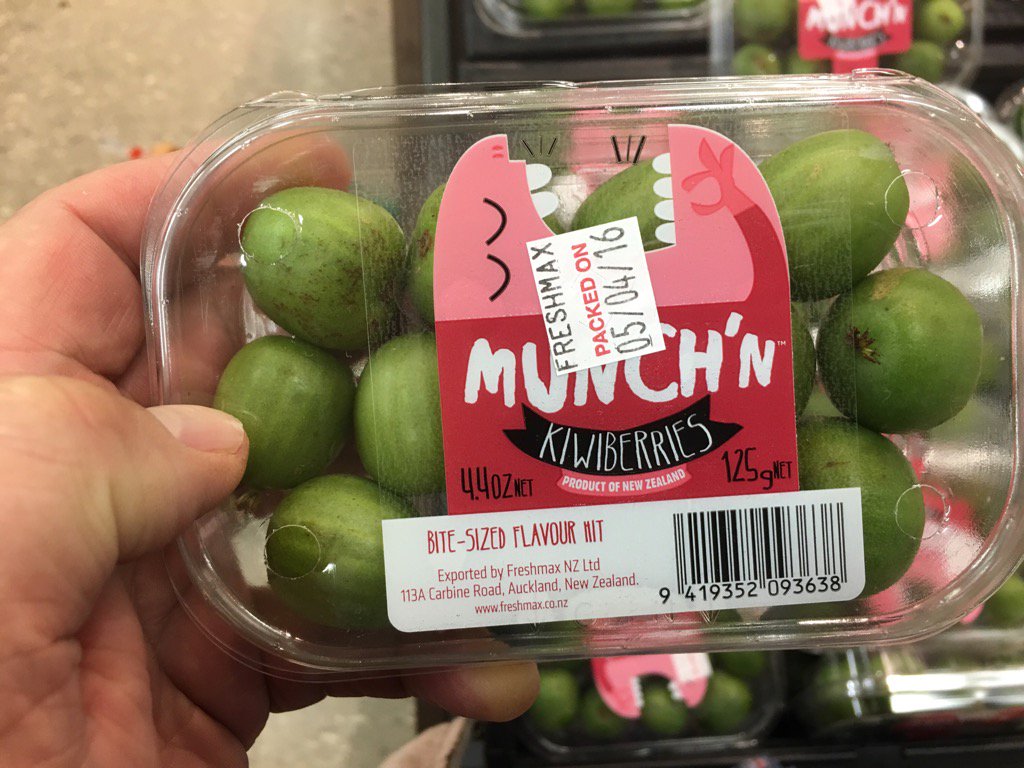 MUNCH'N
FRESHMAX
PACKED ON
05/04/16
MUNCH'N™
KIWIBERRIES
PRODUCT OF NEW ZEALAND
4.4OZ NET
125g NET
BITE-SIZED FLAVOUR HIT
Exported by Freshmax NZ Ltd
113A Carbine Road, Auckland, New Zealand.
www.freshmax.co.nz
9 419352 093638